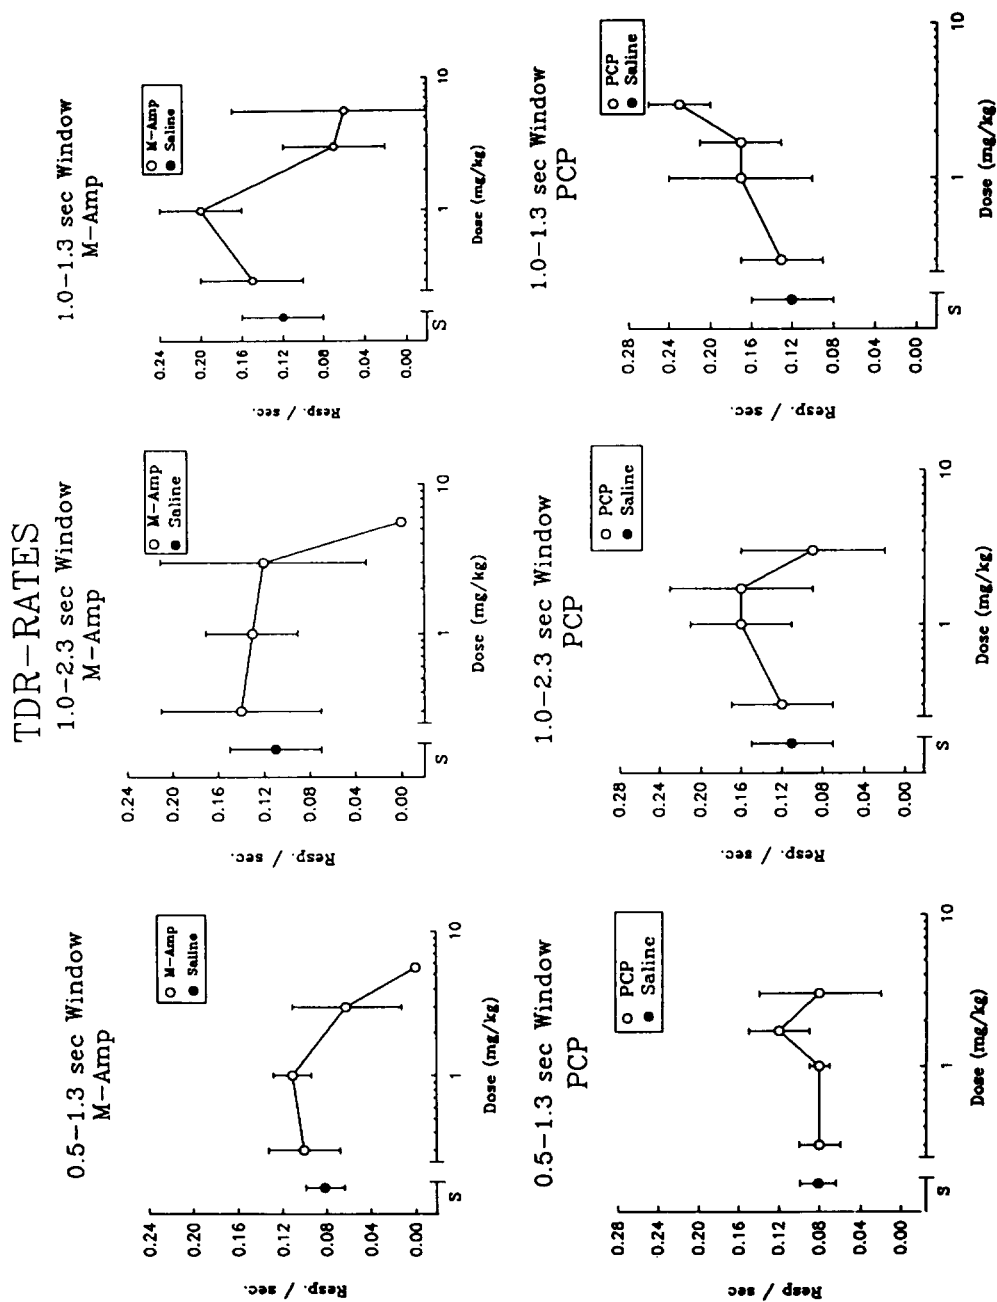 TDR-RATES
0.5-1.3 sec Window
M-Amp
○ M-Amp
● Saline
Resp. / sec.
0.24
0.20
0.16
0.12
0.08
0.04
0.00
S
1
10
Dose (mg/kg)
1.0-2.3 sec Window
M-Amp
○ M-Amp
● Saline
Resp. / sec.
0.24
0.20
0.16
0.12
0.08
0.04
0.00
S
1
10
Dose (mg/kg)
1.0-1.3 sec Window
M-Amp
○ M-Amp
● Saline
Resp. / sec.
0.24
0.20
0.16
0.12
0.08
0.04
0.00
S
1
10
Dose (mg/kg)
0.5-1.3 sec Window
PCP
○ PCP
● Saline
Resp. / sec.
0.28
0.24
0.20
0.16
0.12
0.08
0.04
0.00
S
1
10
Dose (mg/kg)
1.0-2.3 sec Window
PCP
○ PCP
● Saline
Resp. / sec.
0.28
0.24
0.20
0.16
0.12
0.08
0.04
0.00
S
1
10
Dose (mg/kg)
1.0-1.3 sec Window
PCP
○ PCP
● Saline
Resp. / sec.
0.28
0.24
0.20
0.16
0.12
0.08
0.04
0.00
S
1
10
Dose (mg/kg)